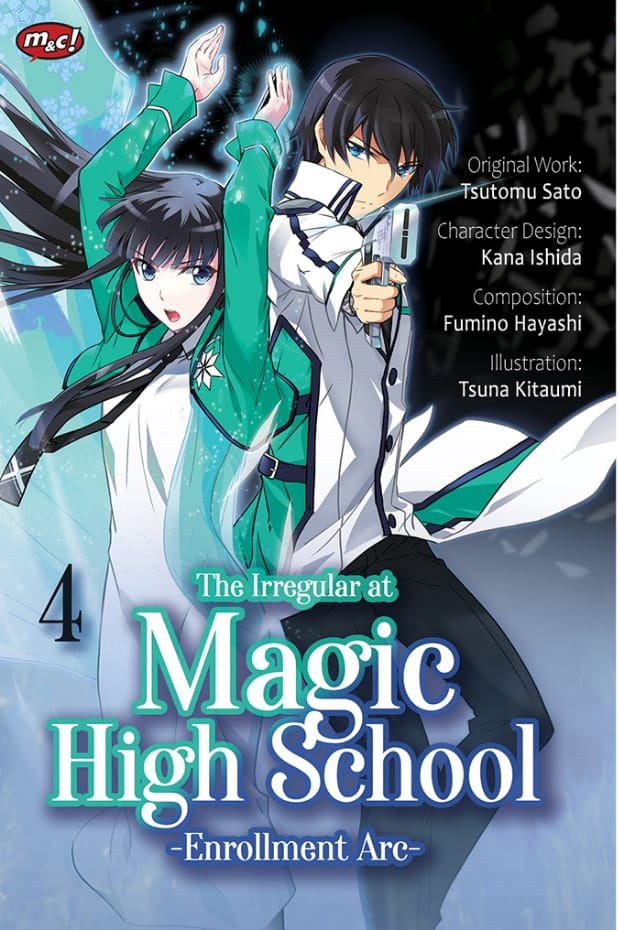 m&c!
Original Work:
Tsutomu Sato
Character Design:
Kana Ishida
Composition:
Fumino Hayashi
Illustration:
Tsuna Kitaumi
4
The Irregular at
Magic
High School
-Enrollment Arc-